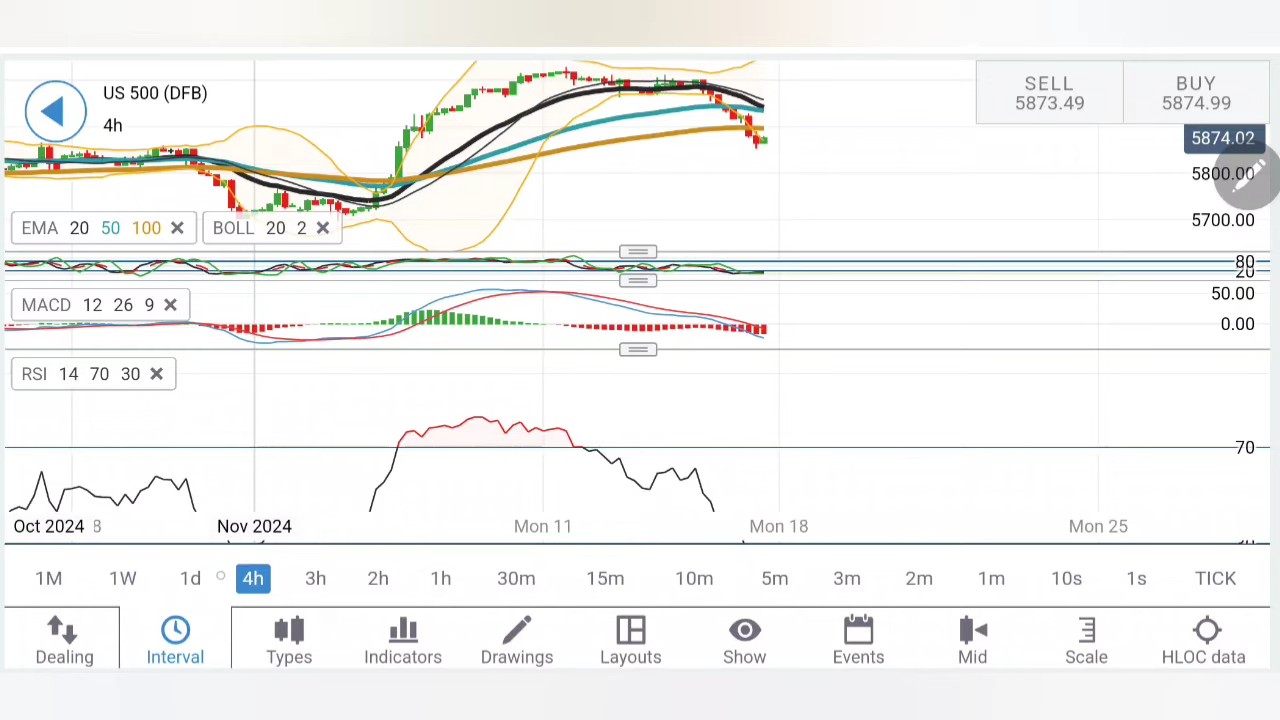 US 500 (DFB)
4h
SELL
5873.49
BUY
5874.99
5874.02
5800.00
5700.00
EMA 20 50 100
BOLL 20 2
80
20
MACD 12 26 9
50.00
0.00
RSI 14 70 30
70
Oct 2024 8 Nov 2024 Mon 11 Mon 18 Mon 25
1M 1W 1d 4h 3h 2h 1h 30m 15m 10m 5m 3m 2m 1m 10s 1s TICK
Dealing Interval Types Indicators Drawings Layouts Show Events Mid Scale HLOC data